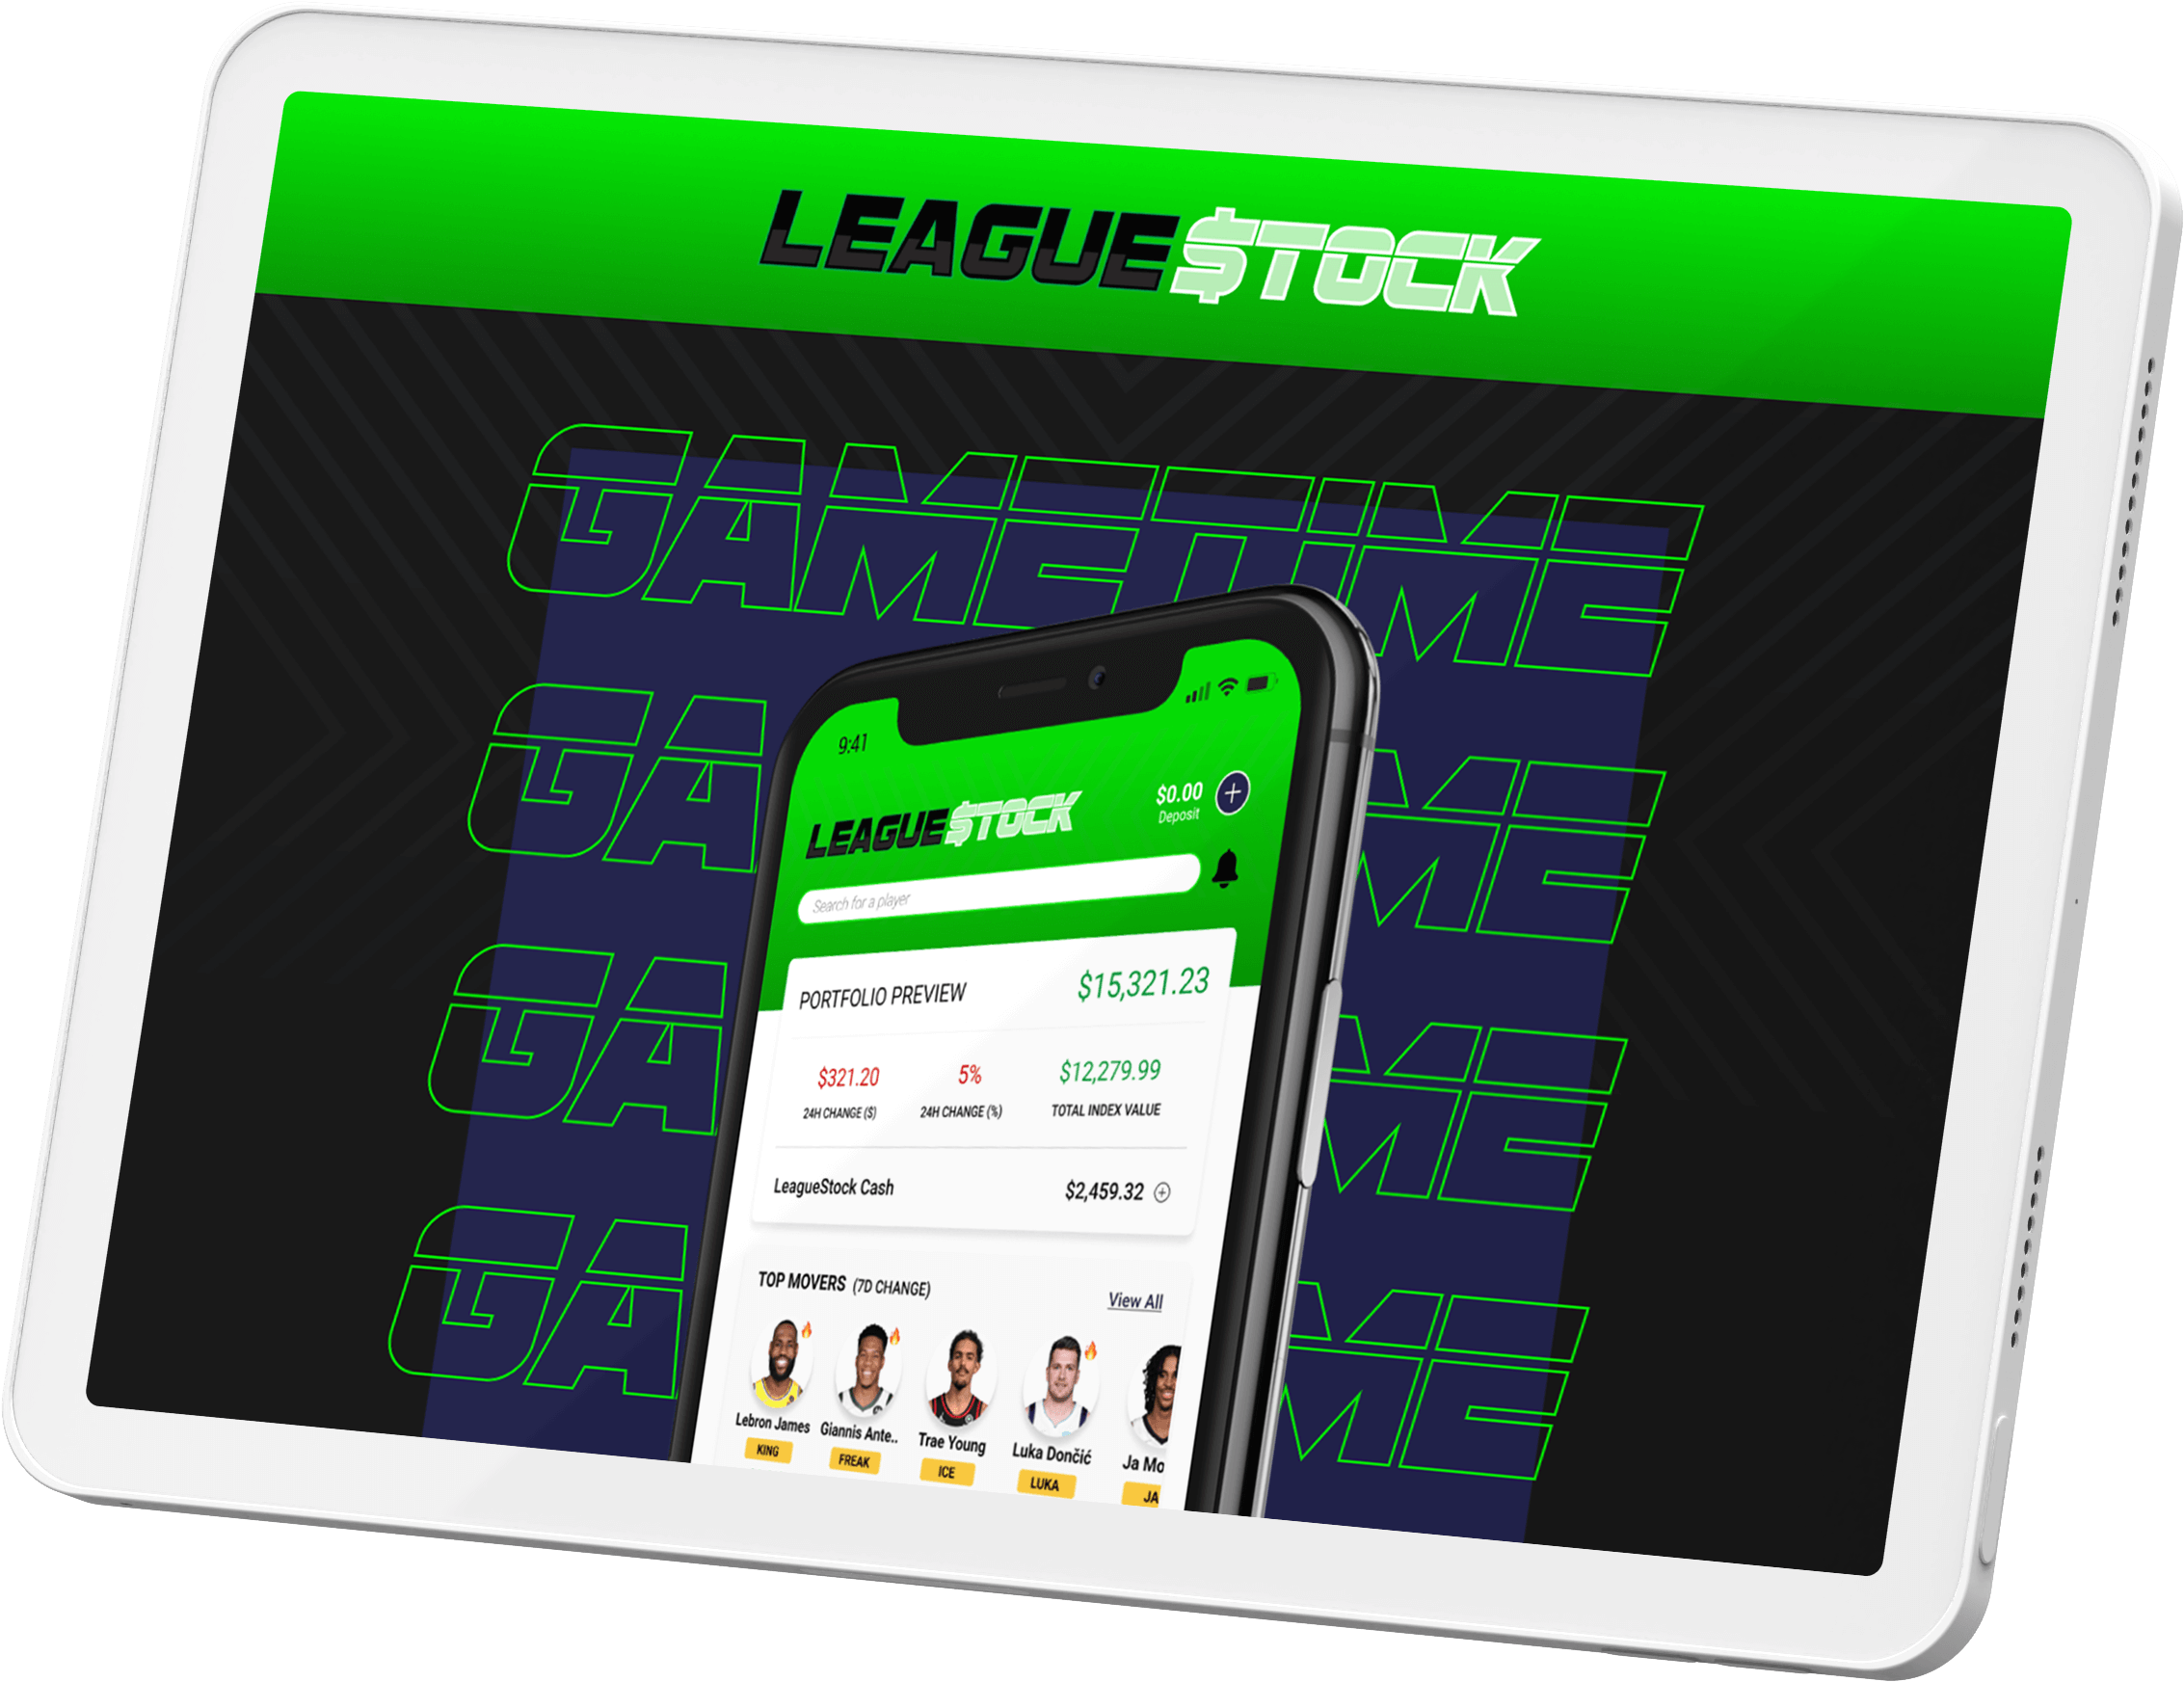 LEAGUE$TOCK
GAMETIME
GA ME
GA ME
GA ME
9:41
LEAGUE$TOCK
$0.00
Deposit
Search for a player
PORTFOLIO PREVIEW $15,321.23
$321.20 5% $12,279.99
24H CHANGE ($) 24H CHANGE (%) TOTAL INDEX VALUE
LeagueStock Cash $2,459.32
TOP MOVERS (7D CHANGE) View All
Lebron James Giannis Ante.. Trae Young Luka Dončić Ja Mo
KING FREAK ICE LUKA JA